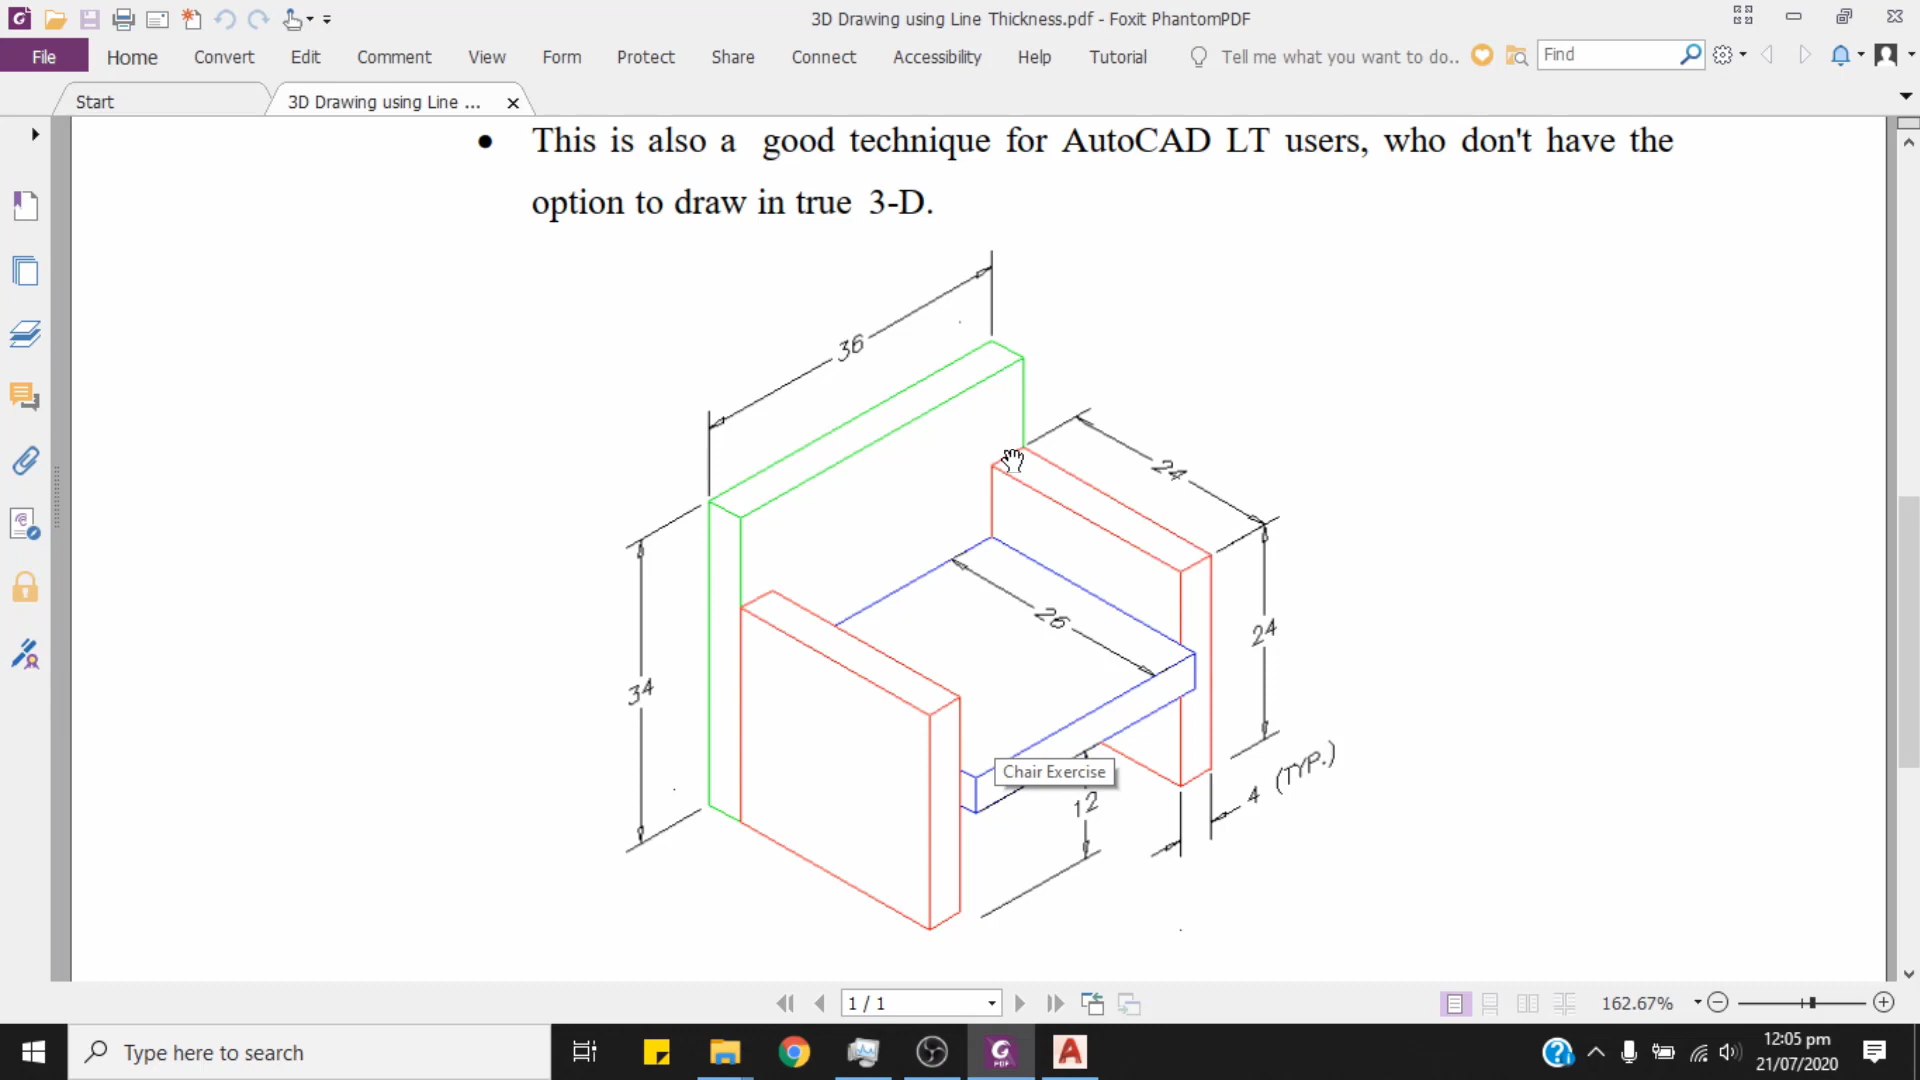 3D Drawing using Line Thickness.pdf - Foxit PhantomPDF
File Home Convert Edit Comment View Form Protect Share Connect Accessibility Help Tutorial Tell me what you want to do.. Find
Start 3D Drawing using Line ...
• This is also a good technique for AutoCAD LT users, who don't have the
option to draw in true 3-D.
36
24
26
24
34
Chair Exercise
4 (TYP.)
12
1 / 1 162.67%
Type here to search
12:05 pm
21/07/2020